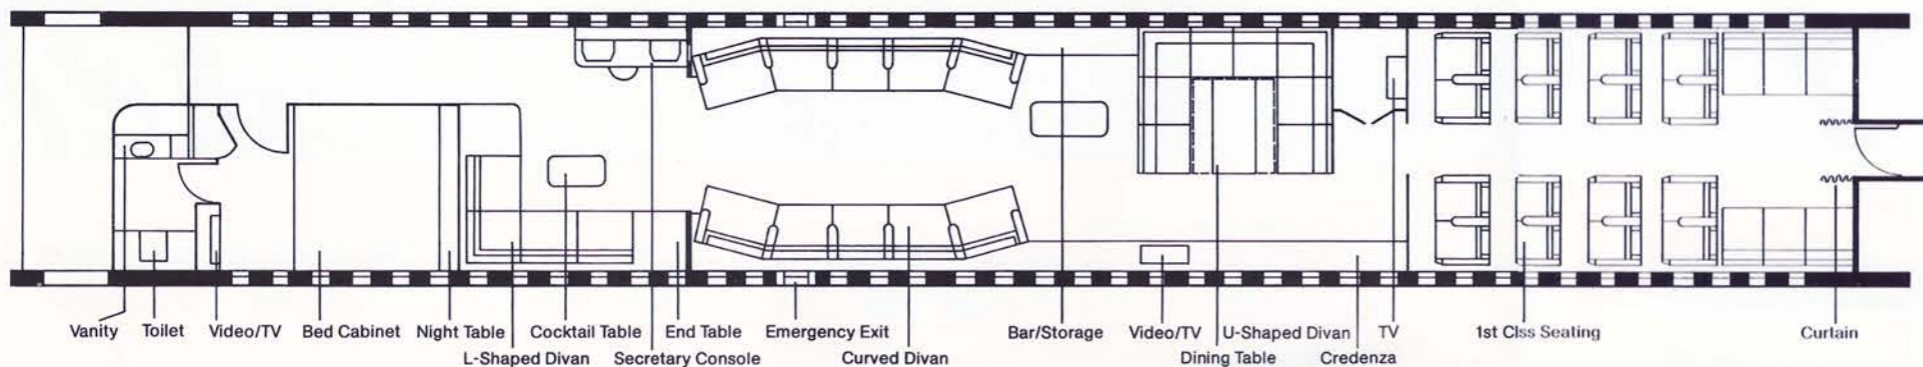 Vanity Toilet Video/TV Bed Cabinet Night Table Cocktail Table End Table Emergency Exit Bar/Storage Video/TV U-Shaped Divan TV 1st Clss Seating Curtain
L-Shaped Divan Secretary Console Curved Divan Dining Table Credenza